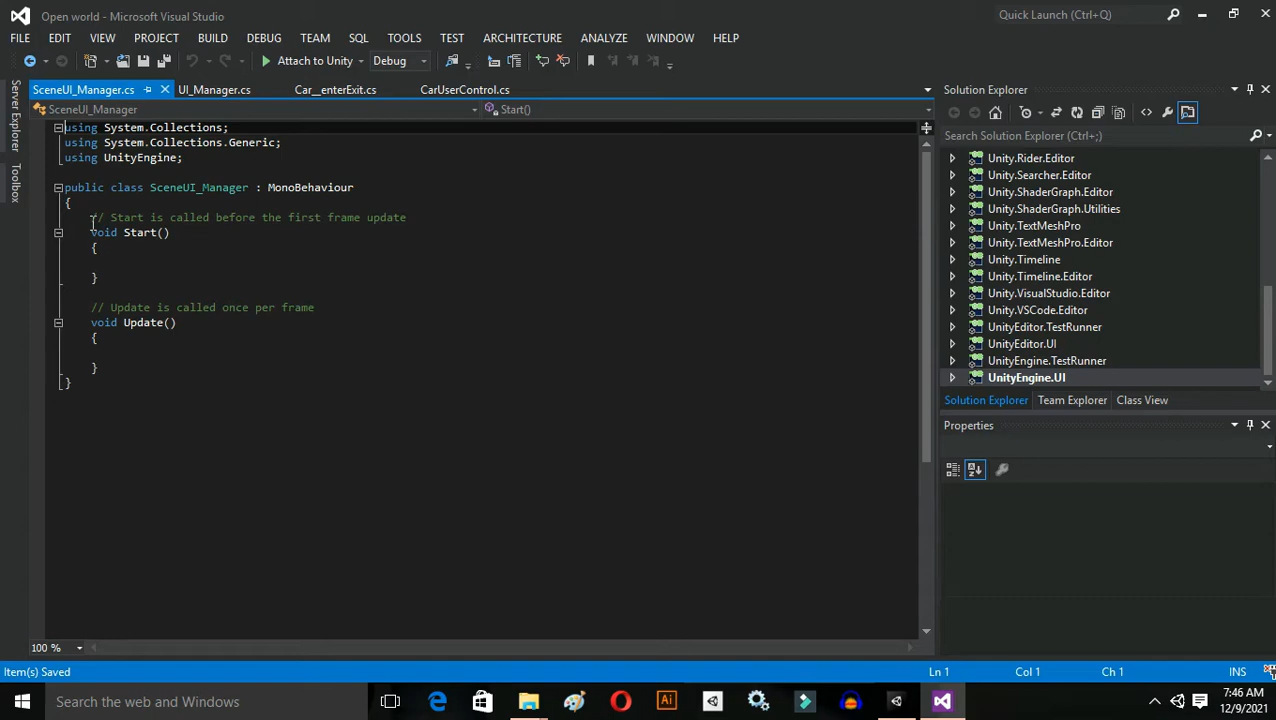 Open world - Microsoft Visual Studio
Quick Launch (Ctrl+Q)
FILE EDIT VIEW PROJECT BUILD DEBUG TEAM SQL TOOLS TEST ARCHITECTURE ANALYZE WINDOW HELP
Attach to Unity Debug
SceneUI_Manager.cs UI_Manager.cs Car__enterExit.cs CarUserControl.cs
SceneUI_Manager Start()
Server Explorer
Toolbox
using System.Collections;
using System.Collections.Generic;
using UnityEngine;
public class SceneUI_Manager : MonoBehaviour
{
// Start is called before the first frame update
void Start()
{
}
// Update is called once per frame
void Update()
{
}
}
100 %
Solution Explorer
Search Solution Explorer (Ctrl+;)
Unity.Rider.Editor
Unity.Searcher.Editor
Unity.ShaderGraph.Editor
Unity.ShaderGraph.Utilities
Unity.TextMeshPro
Unity.TextMeshPro.Editor
Unity.Timeline
Unity.Timeline.Editor
Unity.VisualStudio.Editor
Unity.VSCode.Editor
UnityEditor.TestRunner
UnityEditor.UI
UnityEngine.TestRunner
UnityEngine.UI
Solution Explorer Team Explorer Class View
Properties
Item(s) Saved Ln 1 Col 1 Ch 1 INS
Search the web and Windows
Ai
7:46 AM
12/9/2021